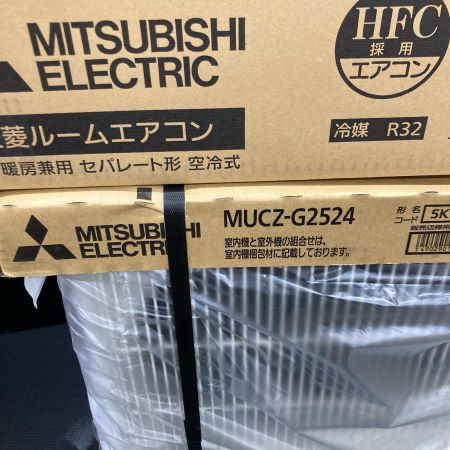 MITSUBISHI
ELECTRIC
HFC
採用
エアコン
菱ルームエアコン
冷媒 R32
暖房兼用 セパレート形 空冷式
MITSUBISHI
ELECTRIC
MUCZ-G2524
室内機と室外機の組合せは、
室内機梱包材に記載しております。
形名
コード
5K